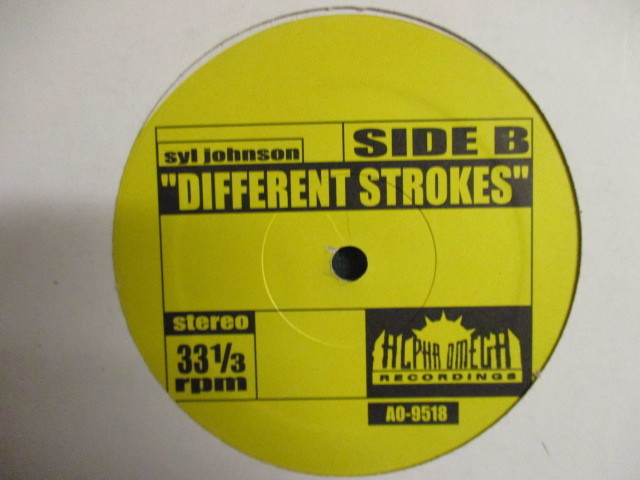 SIDE B
syl johnson
"DIFFERENT STROKES"
stereo
33 1/3
rpm
ALPHA OMEGA
RECORDINGS
AO-9518